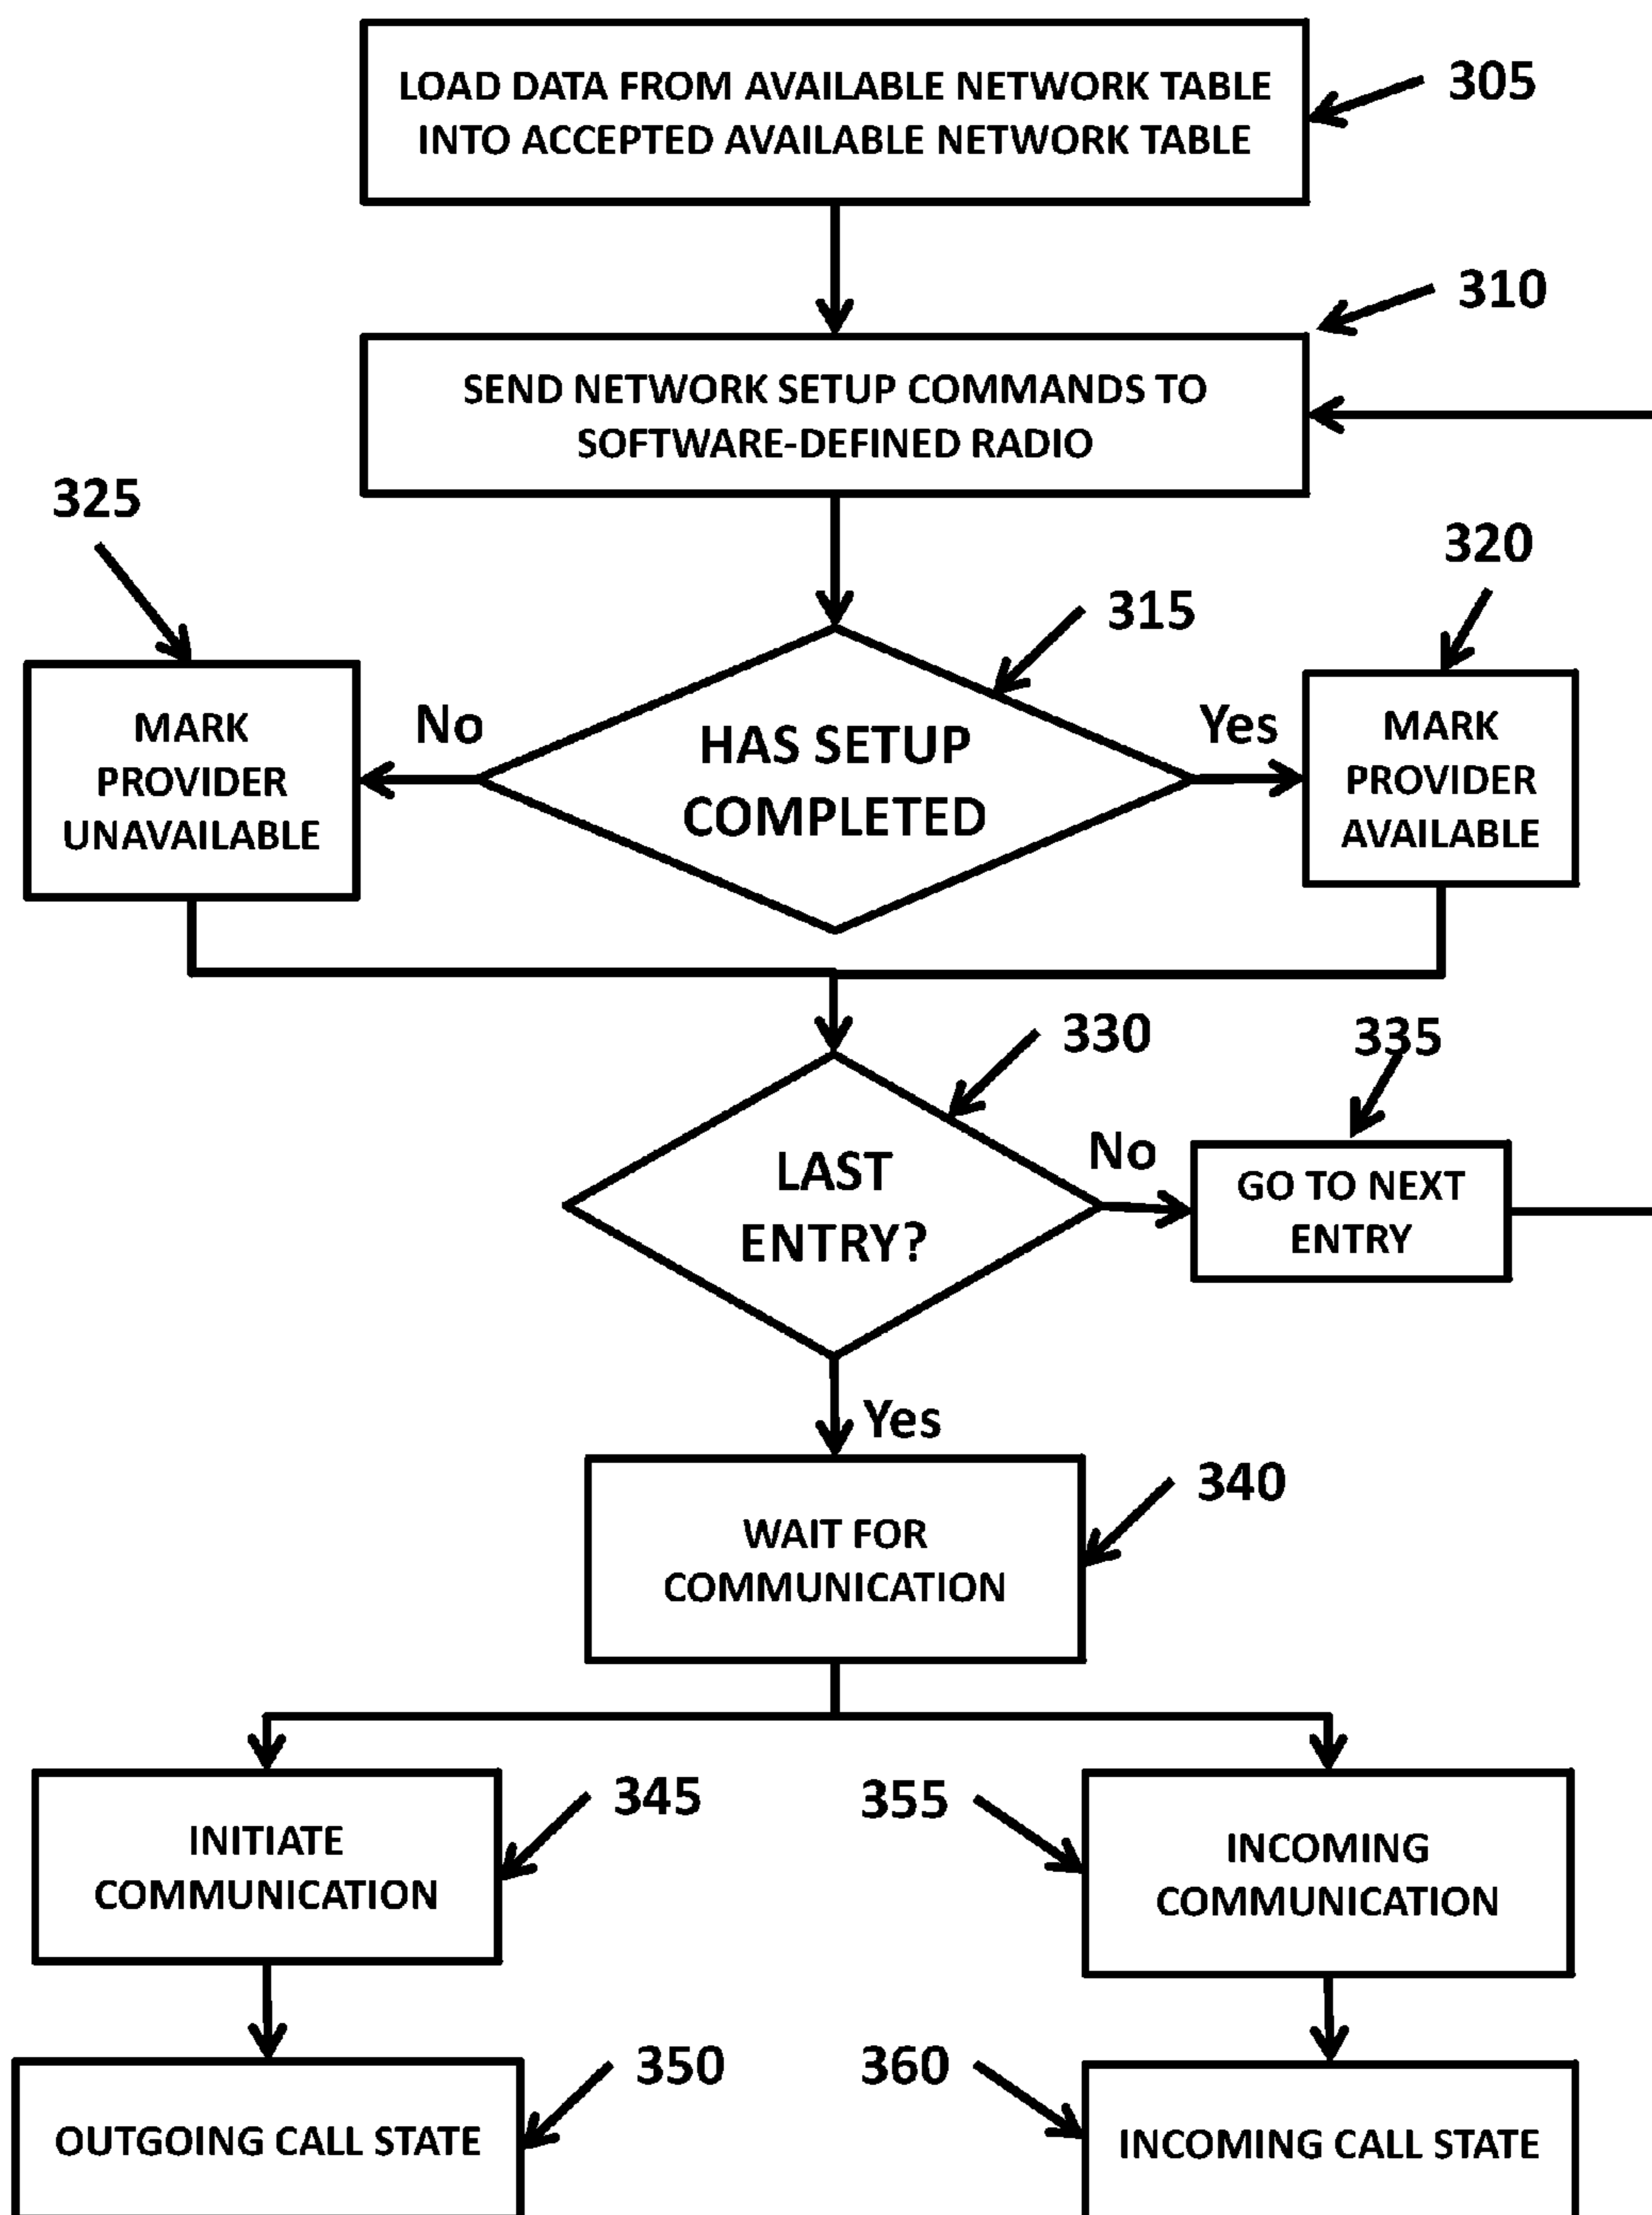 LOAD DATA FROM AVAILABLE NETWORK TABLE
INTO ACCEPTED AVAILABLE NETWORK TABLE
305
310
SEND NETWORK SETUP COMMANDS TO
SOFTWARE-DEFINED RADIO
325
320
315
MARK
PROVIDER
UNAVAILABLE
No
HAS SETUP
COMPLETED
Yes
MARK
PROVIDER
AVAILABLE
330
335
LAST
ENTRY?
No
GO TO NEXT
ENTRY
Yes
340
WAIT FOR
COMMUNICATION
345
355
INITIATE
COMMUNICATION
INCOMING
COMMUNICATION
350
360
OUTGOING CALL STATE
INCOMING CALL STATE